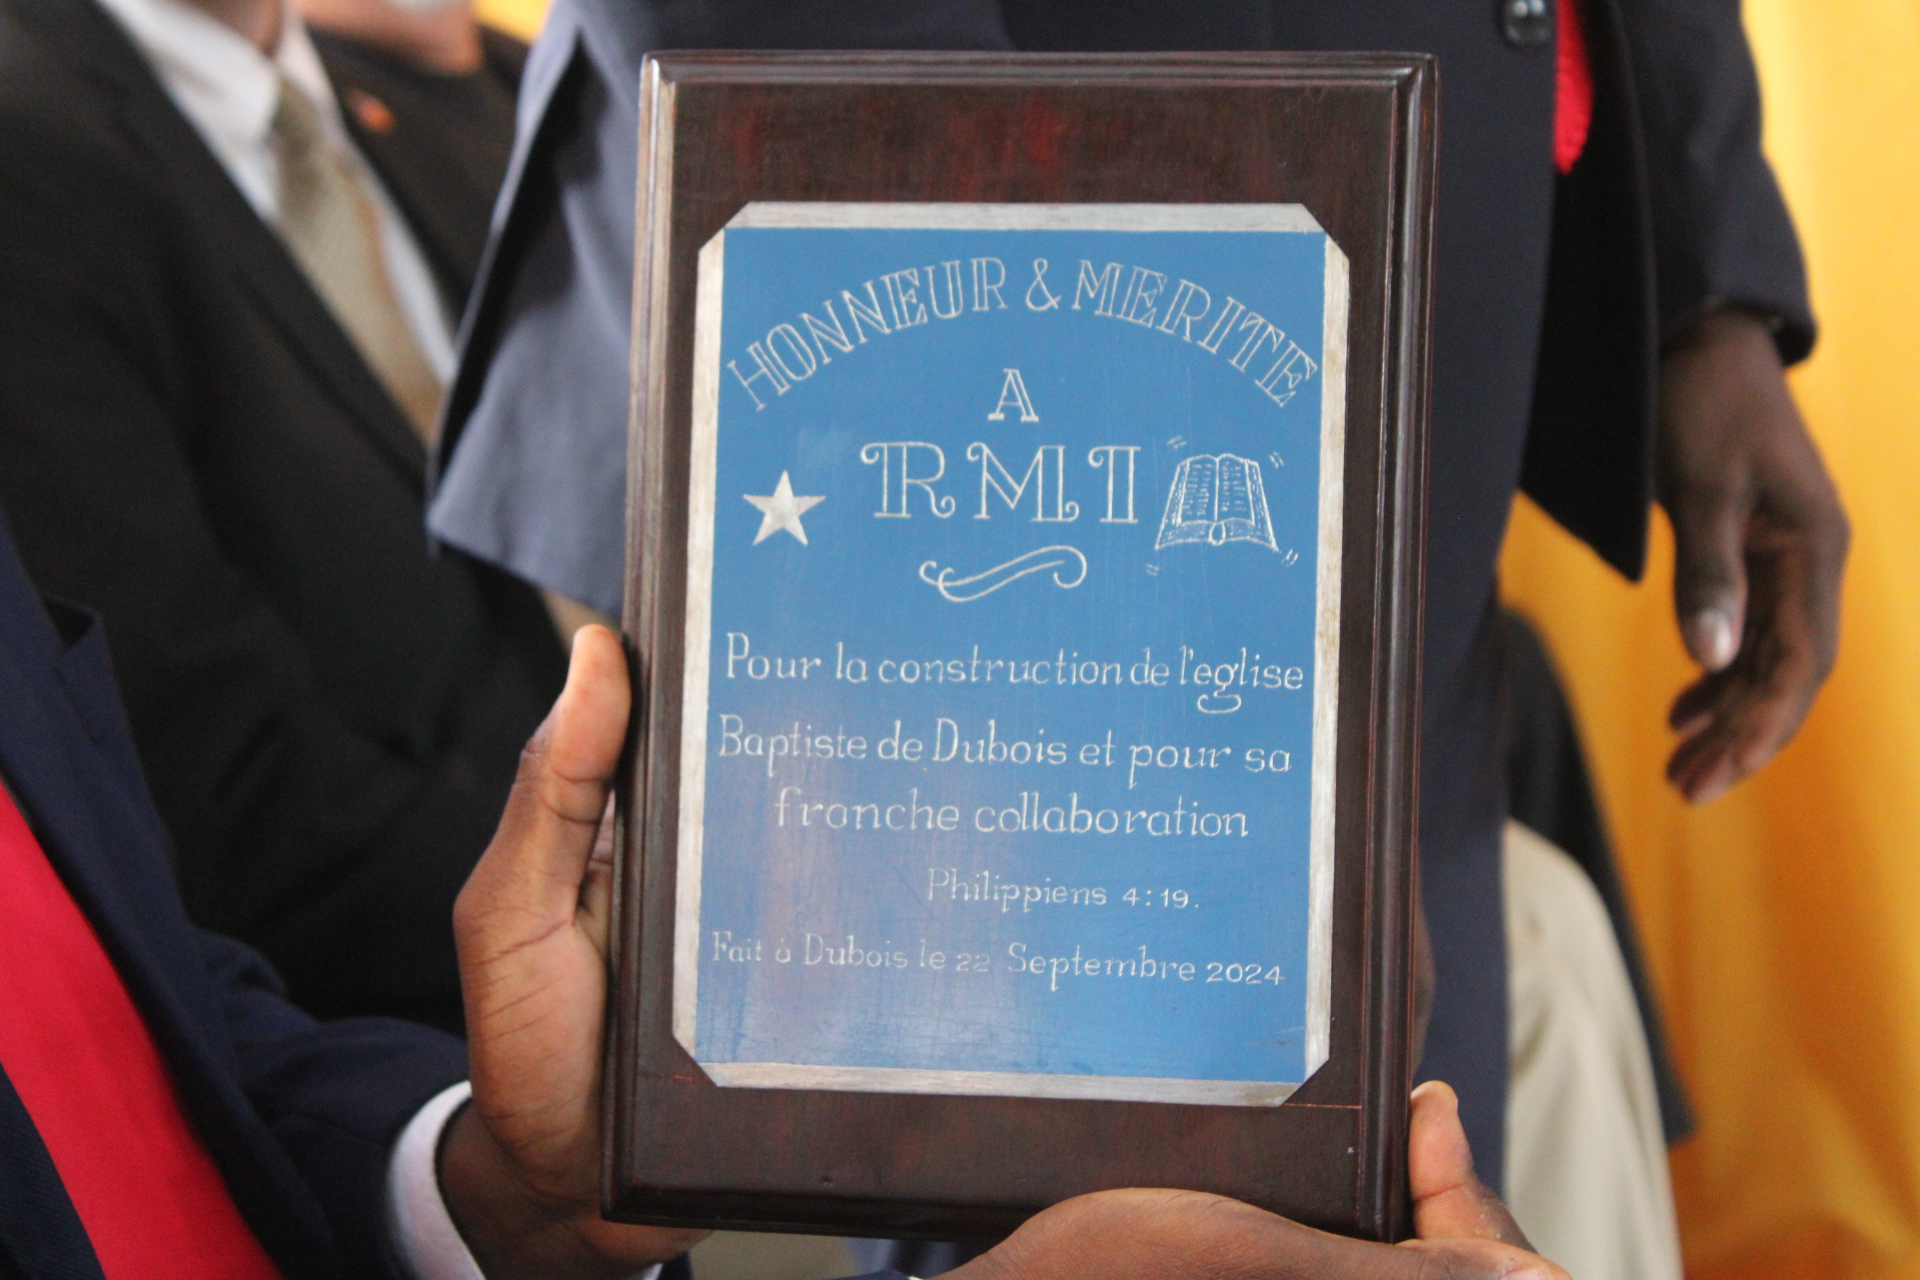 HONNEUR & MERITE
A
RMI
Pour la construction de l'eglise
Baptiste de Dubois et pour sa
franche collaboration
Philippiens 4:19.
Fait à Dubois le 22 Septembre 2024